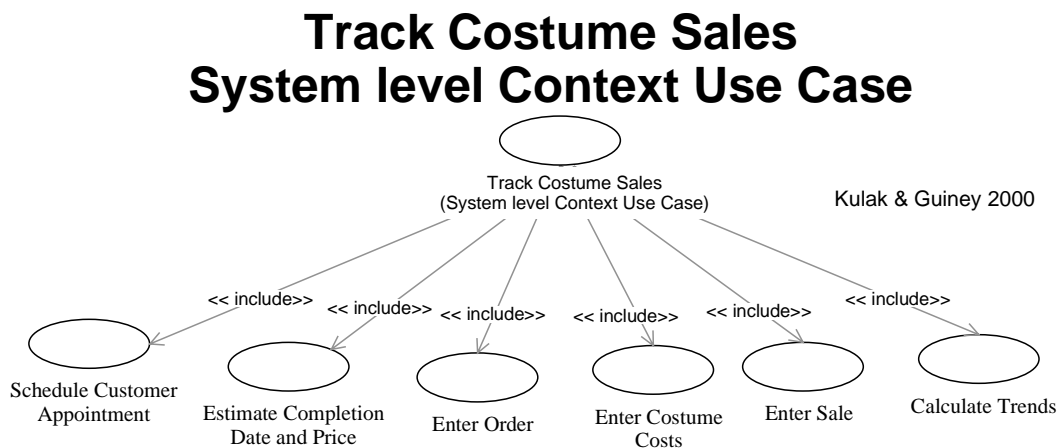 Track Costume Sales
System level Context Use Case
Track Costume Sales
(System level Context Use Case)
Kulak & Guiney 2000
<< include>>
<< include>>
<< include>>
<< include>>
<< include>>
<< include>>
Schedule Customer
Appointment
Estimate Completion
Date and Price
Enter Order
Enter Costume
Costs
Enter Sale
Calculate Trends